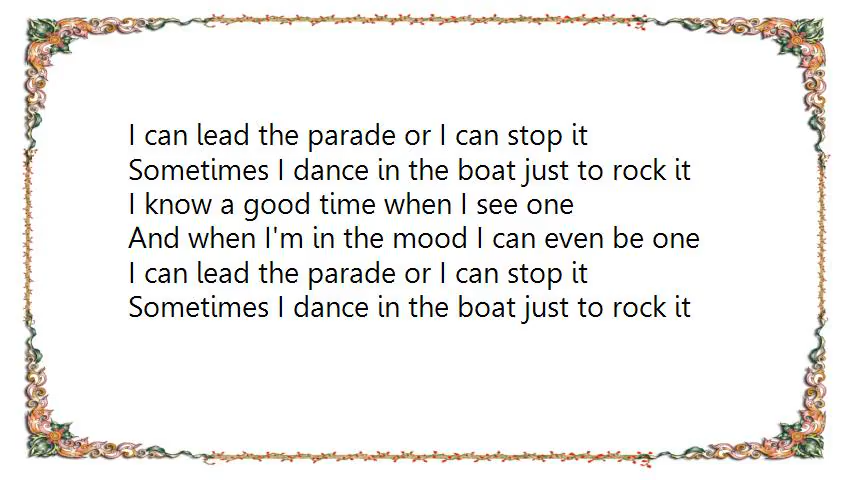 I can lead the parade or I can stop it
Sometimes I dance in the boat just to rock it
I know a good time when I see one
And when I'm in the mood I can even be one
I can lead the parade or I can stop it
Sometimes I dance in the boat just to rock it